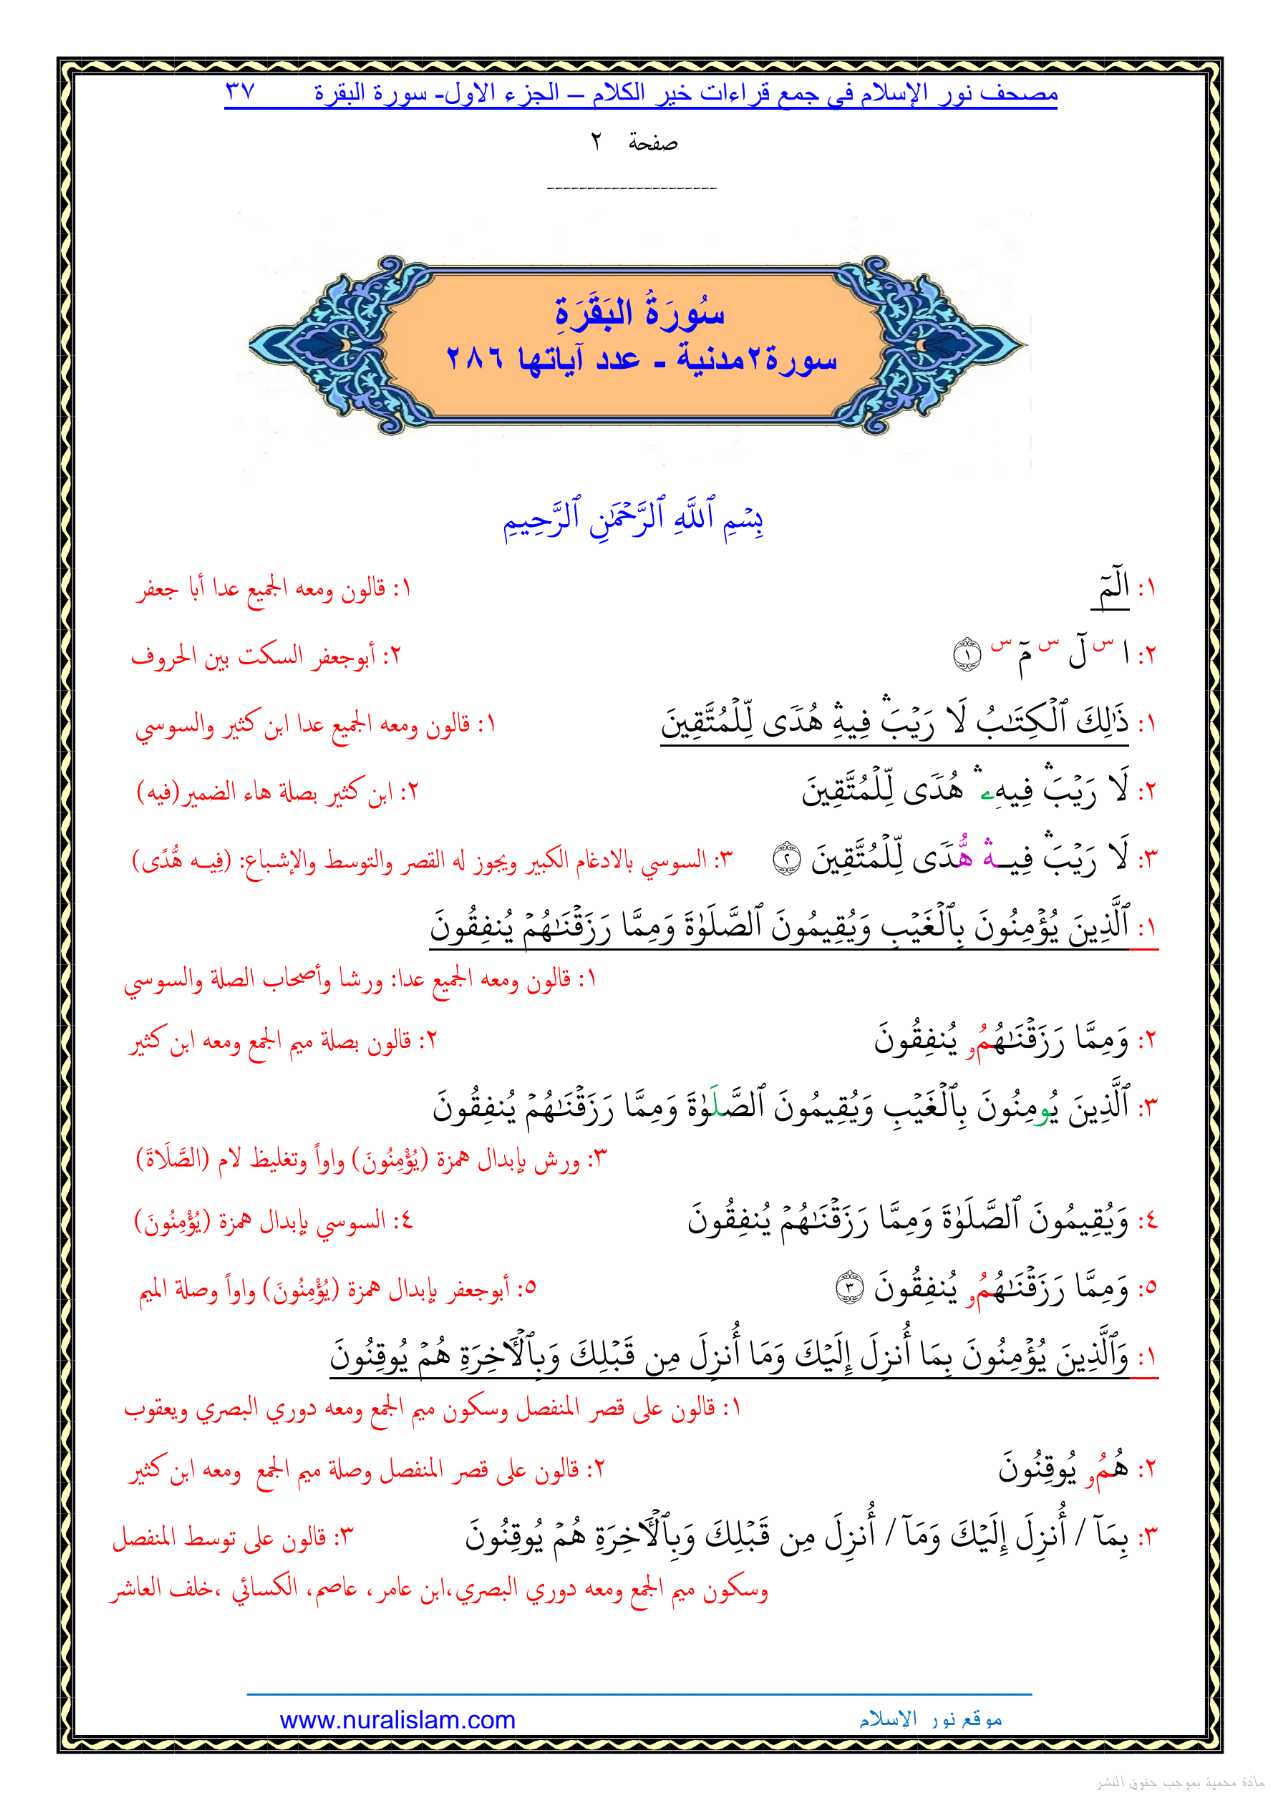 مصحف نور الإسلام في جمع قراءات خير الكلام – الجزء الاول- سورة البقرة ٣٧
صفحة ٢
---------------------
سُورَةُ البَقَرَةِ
سورة٢مدنية - عدد آياتها ٢٨٦
بِسْمِ ٱللَّهِ ٱلرَّحْمَٰنِ ٱلرَّحِيمِ
١: الٓمٓ ١: قالون ومعه الجميع عدا أبا جعفر
٢: ا س لٓ س مٓ س ١ ٢: أبوجعفر السكت بين الحروف
١: ذَٰلِكَ ٱلْكِتَٰبُ لَا رَيْبَ ۛ فِيهِ ۛ هُدًى لِّلْمُتَّقِينَ ١: قالون ومعه الجميع عدا ابن كثير والسوسي
٢: لَا رَيْبَ ۛ فِيهِۦ ۛ هُدًى لِّلْمُتَّقِينَ ٢: ابن كثير بصلة هاء الضمير(فيه)
٣: لَا رَيْبَ ۛ فِيـه ۛ هُّدًى لِّلْمُتَّقِينَ ٢ ٣: السوسي بالادغام الكبير ويجوز له القصر والتوسط والإشباع: (فِيـه هُّدًى)
١: ٱلَّذِينَ يُؤْمِنُونَ بِٱلْغَيْبِ وَيُقِيمُونَ ٱلصَّلَوٰةَ وَمِمَّا رَزَقْنَٰهُمْ يُنفِقُونَ
١: قالون ومعه الجميع عدا: ورشا وأصحاب الصلة والسوسي
٢: وَمِمَّا رَزَقْنَٰهُمُۥ يُنفِقُونَ ٢: قالون بصلة ميم الجمع ومعه ابن كثير
٣: ٱلَّذِينَ يُومِنُونَ بِٱلْغَيْبِ وَيُقِيمُونَ ٱلصَّلَوٰةَ وَمِمَّا رَزَقْنَٰهُمْ يُنفِقُونَ
٣: ورش بإبدال همزة (يُؤْمِنُونَ) واواً وتغليظ لام (الصَّلَاةَ)
٤: وَيُقِيمُونَ ٱلصَّلَوٰةَ وَمِمَّا رَزَقْنَٰهُمْ يُنفِقُونَ ٤: السوسي بإبدال همزة (يُؤْمِنُونَ)
٥: وَمِمَّا رَزَقْنَٰهُمُۥ يُنفِقُونَ ٣ ٥: أبوجعفر بإبدال همزة (يُؤْمِنُونَ) واواً وصلة الميم
١: وَٱلَّذِينَ يُؤْمِنُونَ بِمَا أُنزِلَ إِلَيْكَ وَمَا أُنزِلَ مِن قَبْلِكَ وَبِٱلْأَخِرَةِ هُمْ يُوقِنُونَ
١: قالون على قصر المنفصل وسكون ميم الجمع ومعه دوري البصري ويعقوب
٢: هُمُۥ يُوقِنُونَ ٢: قالون على قصر المنفصل وصلة ميم الجمع ومعه ابن كثير
٣: بِمَآ / أُنزِلَ إِلَيْكَ وَمَآ / أُنزِلَ مِن قَبْلِكَ وَبِٱلْأَخِرَةِ هُمْ يُوقِنُونَ ٣: قالون على توسط المنفصل
وسكون ميم الجمع ومعه دوري البصري،ابن عامر، عاصم، الكسائي ،خلف العاشر
موقع نور الاسلام www.nuralislam.com
مادة محمية بموجب حقوق النشر